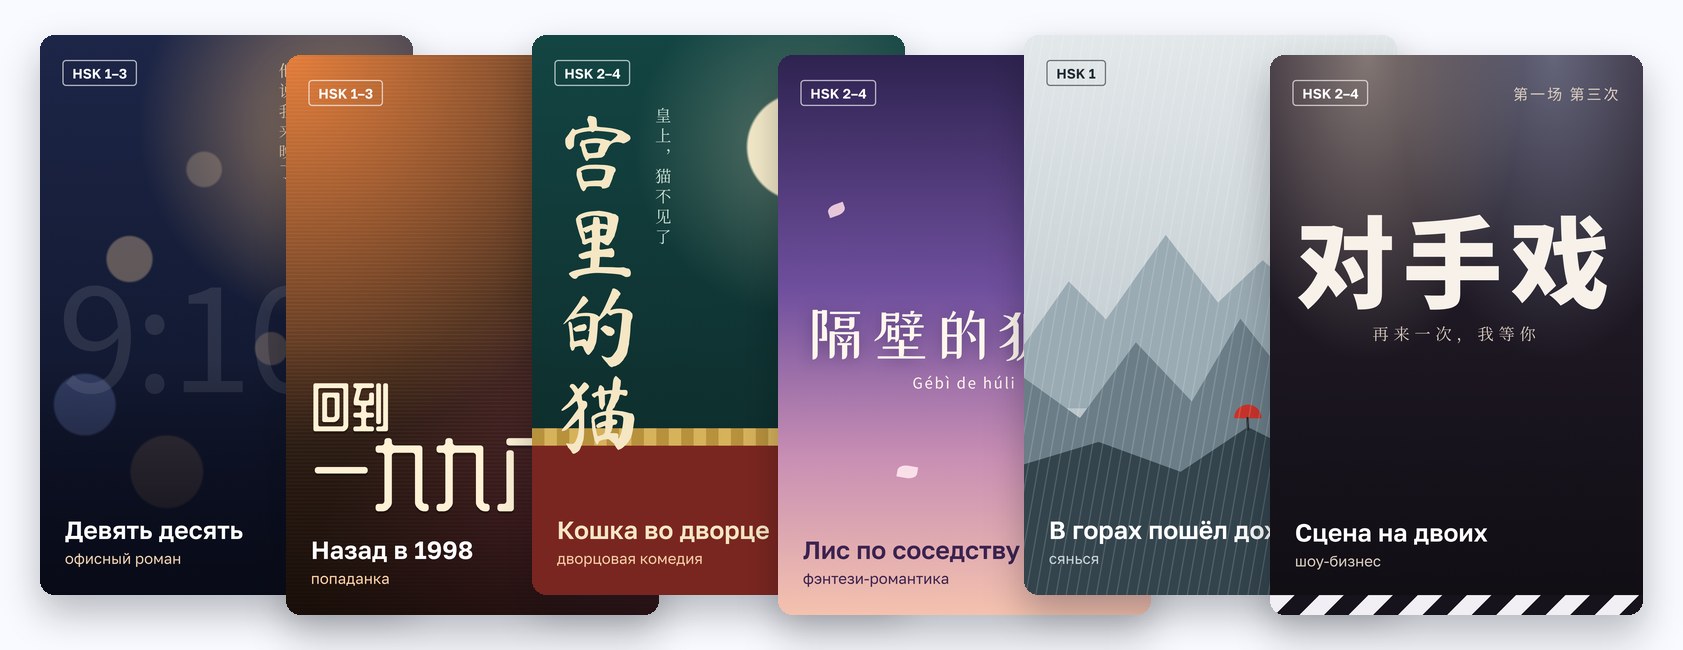 HSK 1–3
9:10
Девять десять
офисный роман
HSK 1–3
回到
一九九
Назад в 1998
попаданка
HSK 2–4
宫里的猫
皇上，猫不见了
Кошка во дворце
дворцовая комедия
HSK 2–4
隔壁的
Gébì de húli
Лис по соседству
фэнтези-романтика
HSK 1
В горах пошёл
сянься
HSK 2–4
第一场 第三次
对手戏
再来一次，我等你
Сцена на двоих
шоу-бизнес